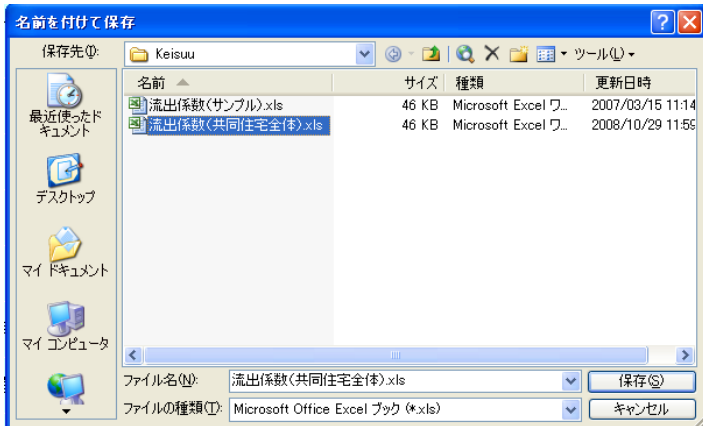 名前を付けて保存
保存先(I):
Keisuu
ツール(L)
名前 サイズ 種類 更新日時
流出係数(サンプル).xls 46 KB Microsoft Excel ワ... 2007/03/15 11:14
流出係数(共同住宅全体).xls 46 KB Microsoft Excel ワ... 2008/10/29 11:59
最近使ったド
キュメント
デスクトップ
マイ ドキュメント
マイ コンピュータ
ファイル名(N): 流出係数(共同住宅全体).xls 保存(S)
ファイルの種類(T): Microsoft Office Excel ブック (*.xls) キャンセル